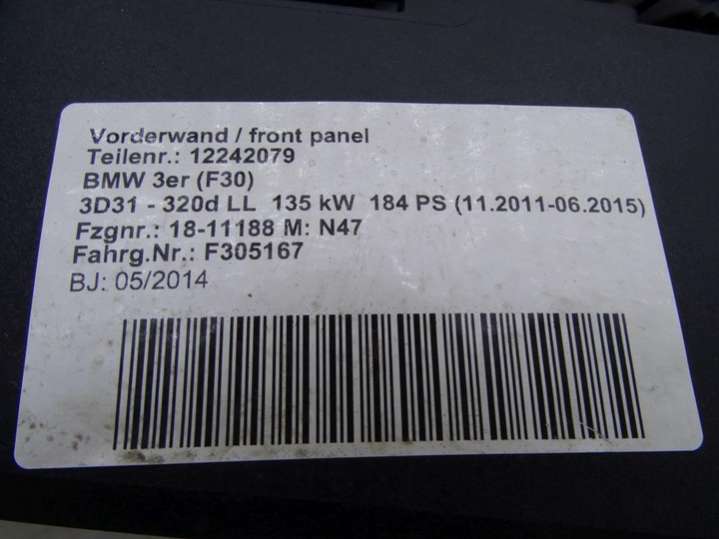 Vorderwand / front panel
Teilenr.: 12242079
BMW 3er (F30)
3D31 - 320d LL 135 kW 184 PS (11.2011-06.2015)
Fzgnr.: 18-11188 M: N47
Fahrg.Nr.: F305167
BJ: 05/2014